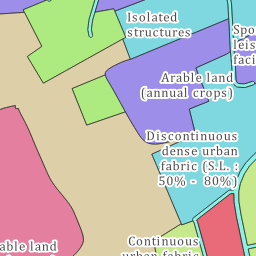 Isolated
structures
Spo
leis
faci
Arable land
(annual crops)
Discontinuous
dense urban
fabric (S.L. :
50% - 80%)
able land
Continuous
urban fabric